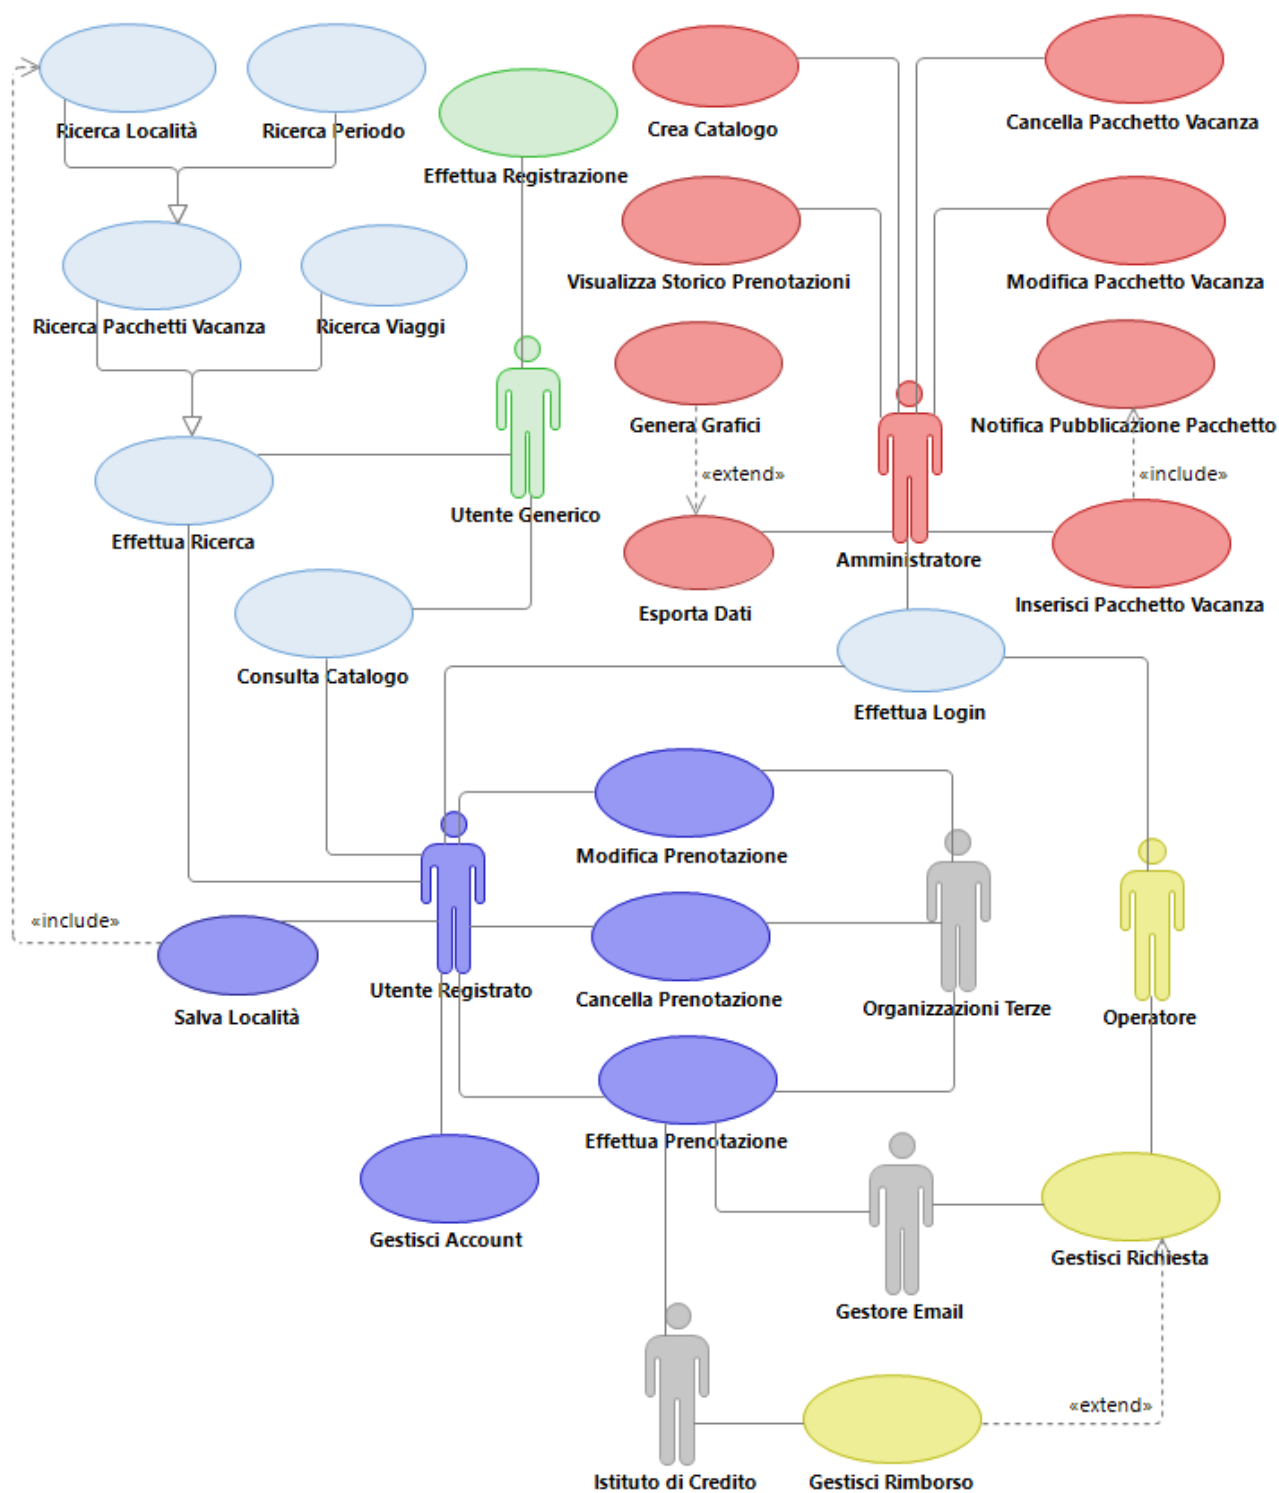 Ricerca Località
Ricerca Periodo
Effettua Registrazione
Crea Catalogo
Cancella Pacchetto Vacanza
Visualizza Storico Prenotazioni
Modifica Pacchetto Vacanza
Ricerca Pacchetti Vacanza
Ricerca Viaggi
Genera Grafici
Notifica Pubblicazione Pacchetto
«extend»
«include»
Utente Generico
Effettua Ricerca
Amministratore
Esporta Dati
Inserisci Pacchetto Vacanza
Consulta Catalogo
Effettua Login
Modifica Prenotazione
«include»
Utente Registrato
Cancella Prenotazione
Organizzazioni Terze
Operatore
Salva Località
Effettua Prenotazione
Gestisci Account
Gestisci Richiesta
Gestore Email
«extend»
Istituto di Credito
Gestisci Rimborso